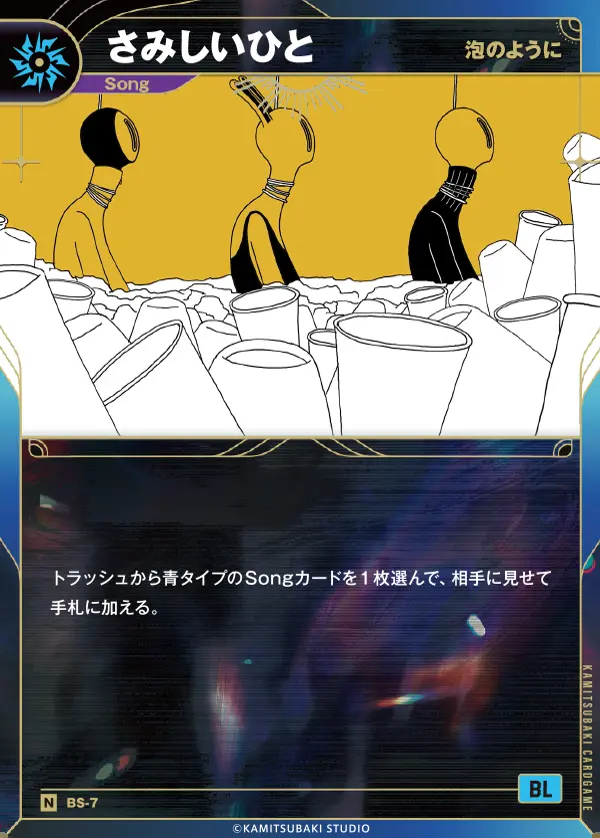 さみしいひと
泡のように
Song
トラッシュから青タイプのSongカードを1枚選んで、相手に見せて
手札に加える。
KAMITSUBAKI CARDGAME
BL
N BS-7
©KAMITSUBAKI STUDIO